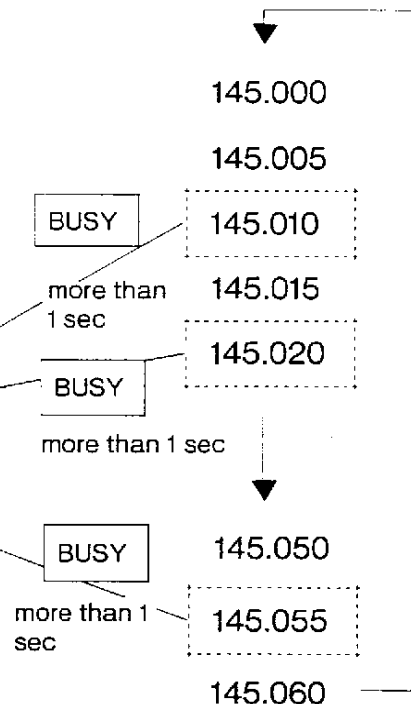 145.000
145.005
BUSY
145.010
more than
1 sec
145.015
145.020
BUSY
more than 1 sec
BUSY
145.050
more than 1
sec
145.055
145.060